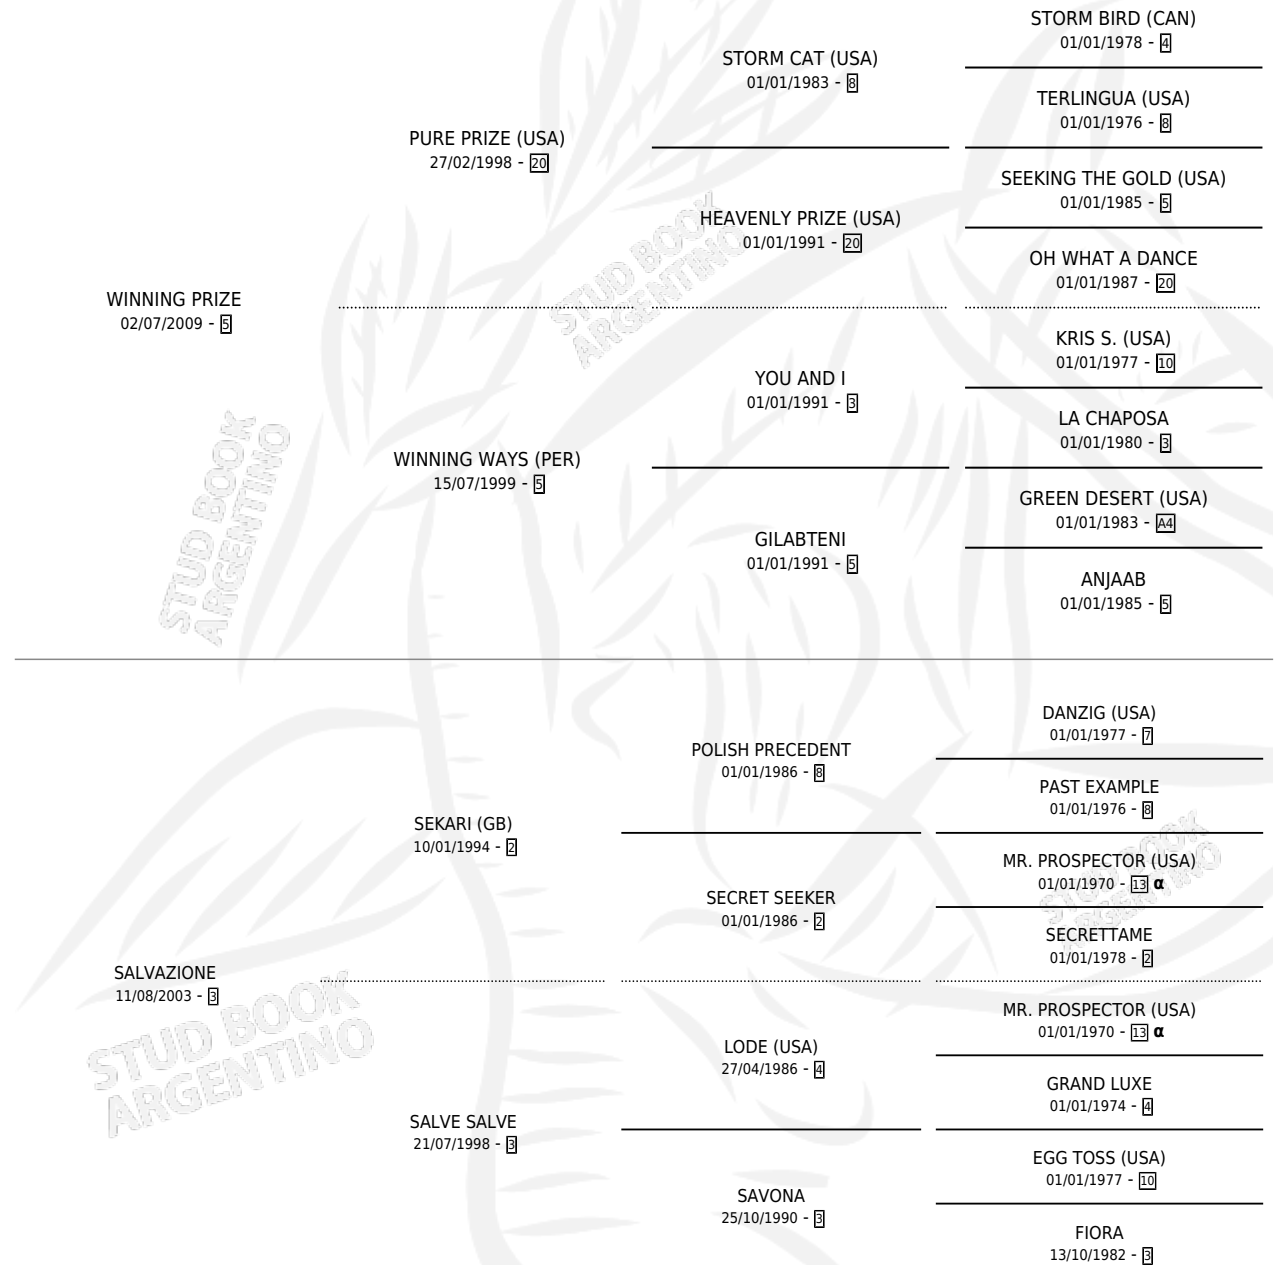 STORM BIRD (CAN)
01/01/1978 - 4
STORM CAT (USA)
01/01/1983 - 8
TERLINGUA (USA)
01/01/1976 - 8
PURE PRIZE (USA)
27/02/1998 - 20
SEEKING THE GOLD (USA)
01/01/1985 - 5
HEAVENLY PRIZE (USA)
01/01/1991 - 20
OH WHAT A DANCE
01/01/1987 - 20
WINNING PRIZE
02/07/2009 - 5
KRIS S. (USA)
01/01/1977 - 10
YOU AND I
01/01/1991 - 3
LA CHAPOSA
01/01/1980 - 3
WINNING WAYS (PER)
15/07/1999 - 5
GREEN DESERT (USA)
01/01/1983 - A4
GILABTENI
01/01/1991 - 5
ANJAAB
01/01/1985 - 5
DANZIG (USA)
01/01/1977 - 7
POLISH PRECEDENT
01/01/1986 - 8
PAST EXAMPLE
01/01/1976 - 8
SEKARI (GB)
10/01/1994 - 2
MR. PROSPECTOR (USA)
01/01/1970 - 13 α
SECRET SEEKER
01/01/1986 - 2
SECRETTAME
01/01/1978 - 2
SALVAZIONE
11/08/2003 - 3
MR. PROSPECTOR (USA)
01/01/1970 - 13 α
LODE (USA)
27/04/1986 - 4
GRAND LUXE
01/01/1974 - 4
SALVE SALVE
21/07/1998 - 3
EGG TOSS (USA)
01/01/1977 - 10
SAVONA
25/10/1990 - 3
FIORA
13/10/1982 - 3
STUD BOOK
ARGENTINO
STUD BOOK
ARGENTINO
STUD BOOK
ARGENTINO
STUD BOOK
ARGENTINO